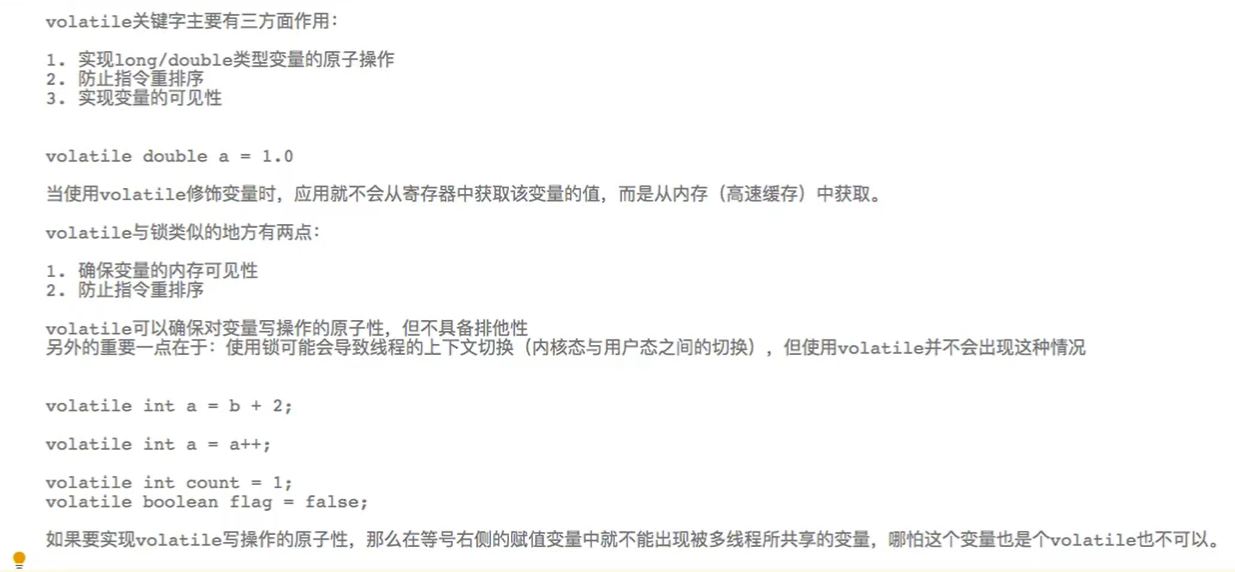 volatile关键字主要有三方面作用：
1. 实现long/double类型变量的原子操作
2. 防止指令重排序
3. 实现变量的可见性
volatile double a = 1.0
当使用volatile修饰变量时，应用就不会从寄存器中获取该变量的值，而是从内存（高速缓存）中获取。
volatile与锁类似的地方有两点：
1. 确保变量的内存可见性
2. 防止指令重排序
volatile可以确保对变量写操作的原子性，但不具备排他性
另外的重要一点在于：使用锁可能会导致线程的上下文切换（内核态与用户态之间的切换），但使用volatile并不会出现这种情况
volatile int a = b + 2;
volatile int a = a++;
volatile int count = 1;
volatile boolean flag = false;
如果要实现volatile写操作的原子性，那么在等号右侧的赋值变量中就不能出现被多线程所共享的变量，哪怕这个变量也是个volatile也不可以。